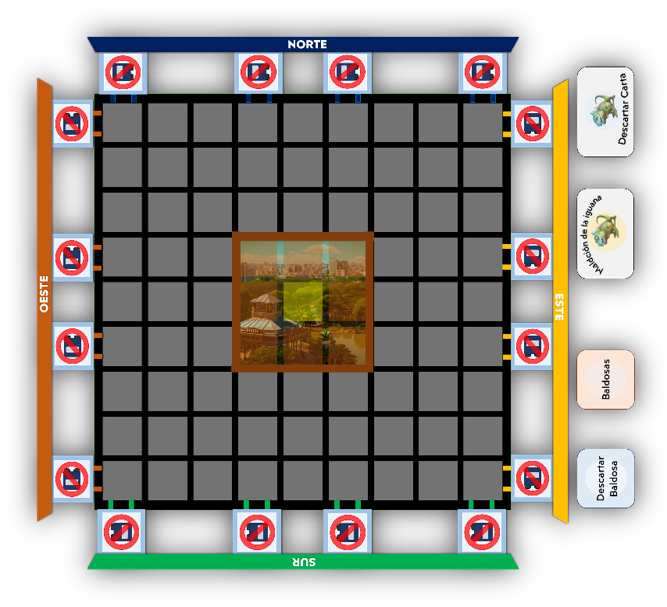 NORTE
OESTE
ESTE
SUR
Descartar Carta
Maldición de la iguana
Baldosas
Descartar
Baldosa